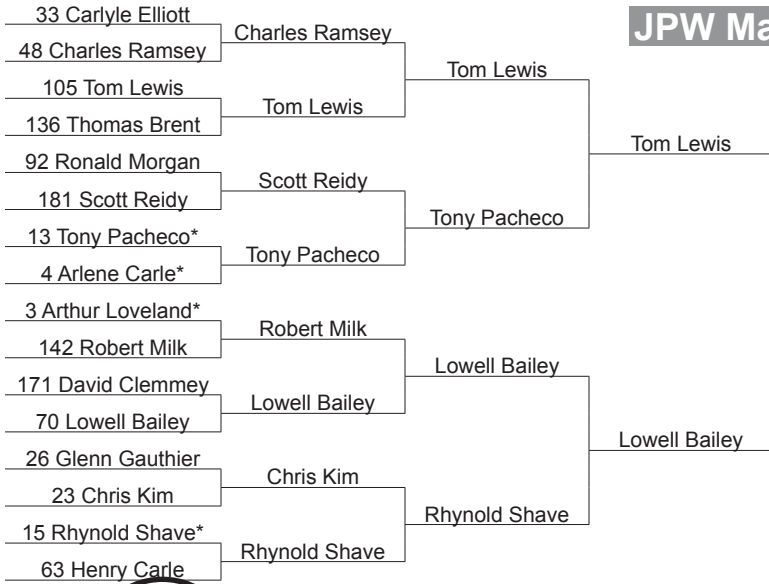 33 Carlyle Elliott
48 Charles Ramsey
105 Tom Lewis
136 Thomas Brent
92 Ronald Morgan
181 Scott Reidy
13 Tony Pacheco*
4 Arlene Carle*
3 Arthur Loveland*
142 Robert Milk
171 David Clemmey
70 Lowell Bailey
26 Glenn Gauthier
23 Chris Kim
15 Rhynold Shave*
63 Henry Carle
Charles Ramsey
Tom Lewis
Scott Reidy
Tony Pacheco
Robert Milk
Lowell Bailey
Chris Kim
Rhynold Shave
Tom Lewis
Tony Pacheco
Lowell Bailey
Rhynold Shave
Tom Lewis
Lowell Bailey
JPW Ma